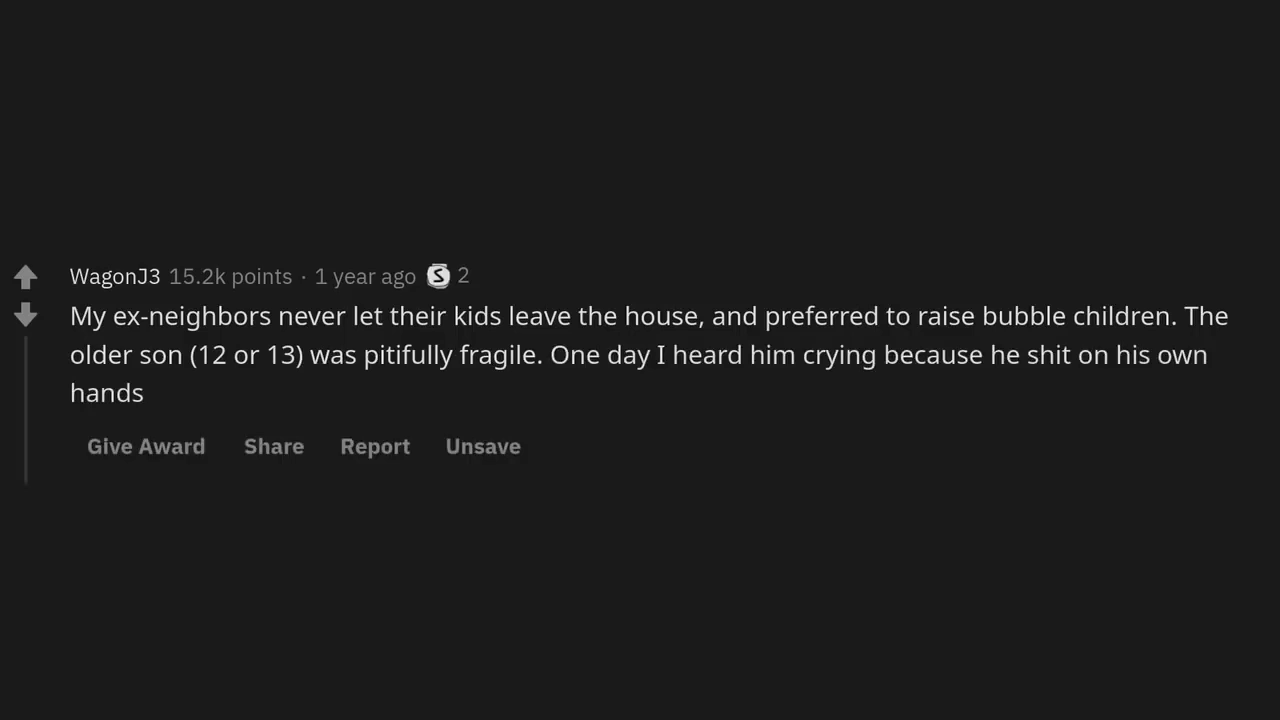 WagonJ3 15.2k points · 1 year ago S 2
My ex-neighbors never let their kids leave the house, and preferred to raise bubble children. The
older son (12 or 13) was pitifully fragile. One day I heard him crying because he shit on his own
hands
Give Award Share Report Unsave